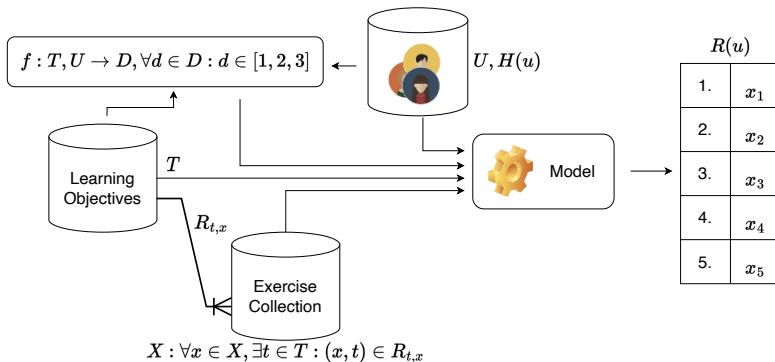 f : T, U → D, ∀d ∈ D : d ∈ [1, 2, 3]
U, H(u)
R(u)
1. x₁
2. x₂
3. x₃
4. x₄
5. x₅
Learning
Objectives
T
Model
R_{t,x}
Exercise
Collection
X : ∀x ∈ X, ∃t ∈ T : (x, t) ∈ R_{t,x}